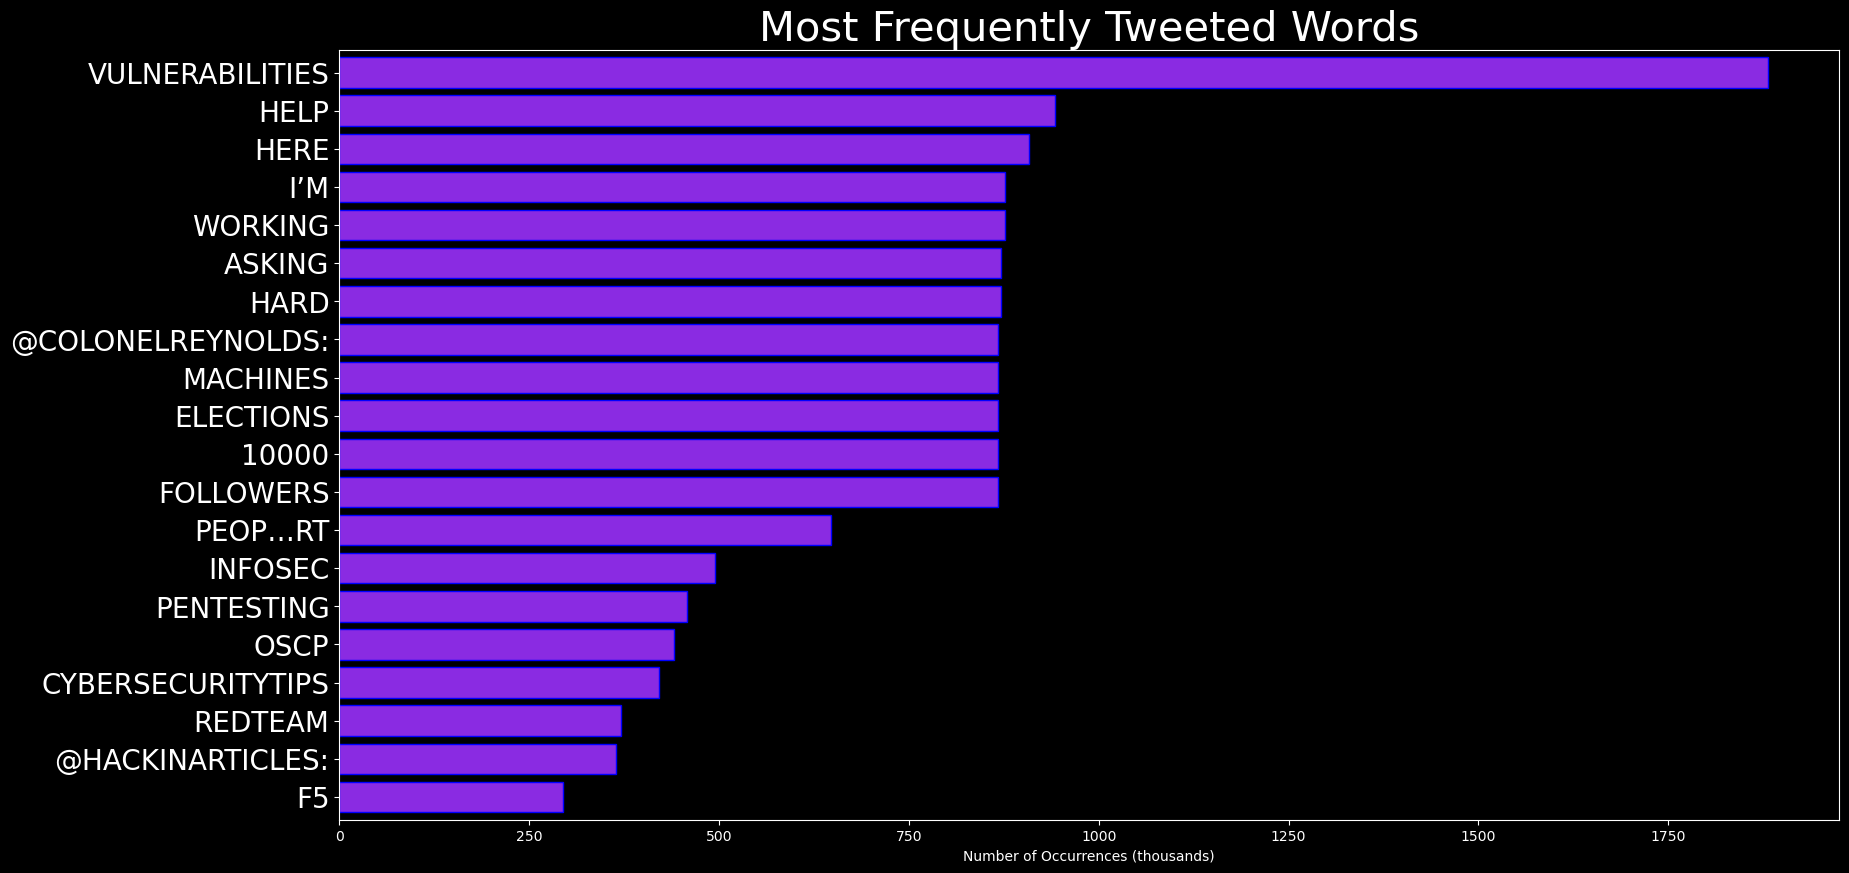 Most Frequently Tweeted Words
VULNERABILITIES
HELP
HERE
I’M
WORKING
ASKING
HARD
@COLONELREYNOLDS:
MACHINES
ELECTIONS
10000
FOLLOWERS
PEOP…RT
INFOSEC
PENTESTING
OSCP
CYBERSECURITYTIPS
REDTEAM
@HACKINARTICLES:
F5
0 250 500 750 1000 1250 1500 1750
Number of Occurrences (thousands)